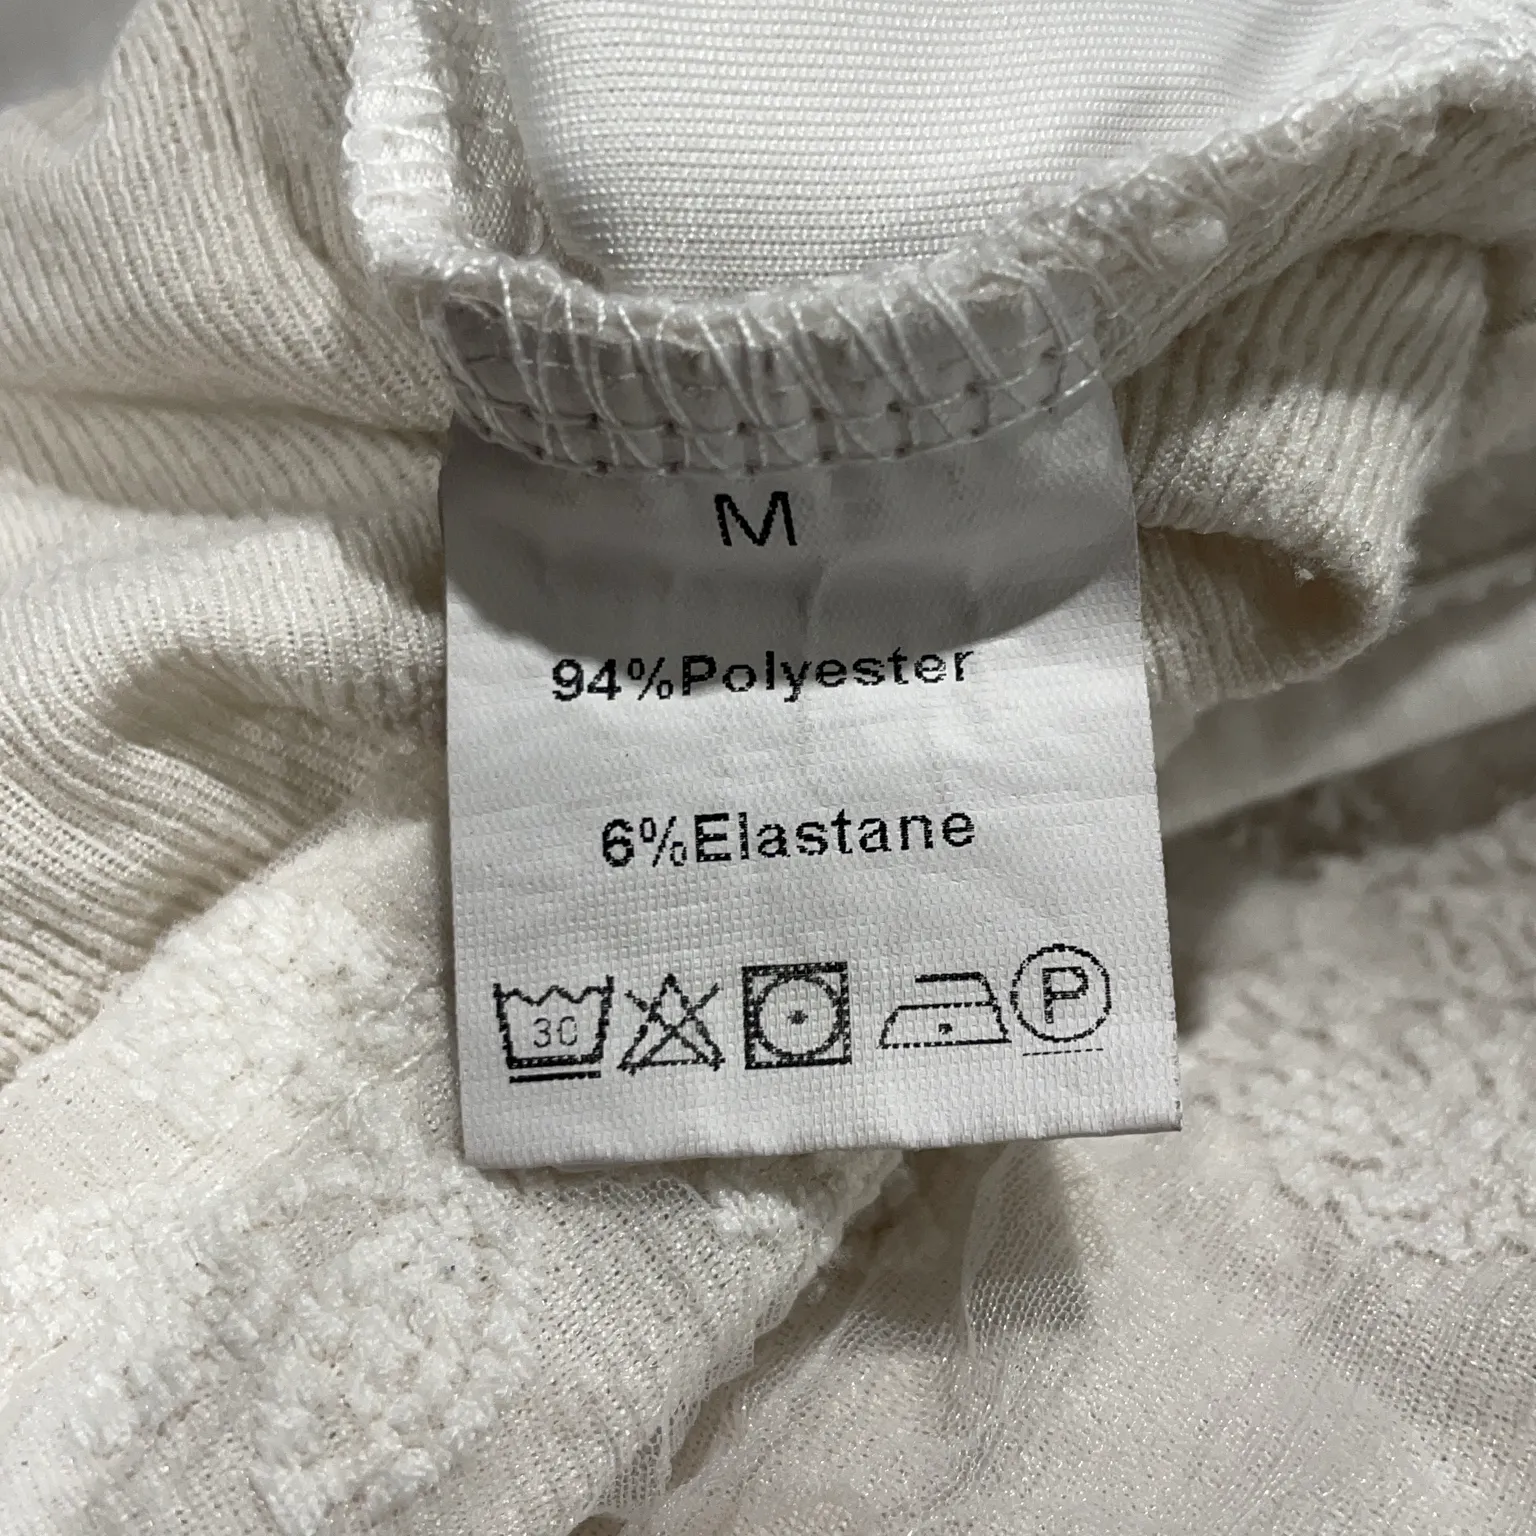 M
94%Polyester
6%Elastane
30 P